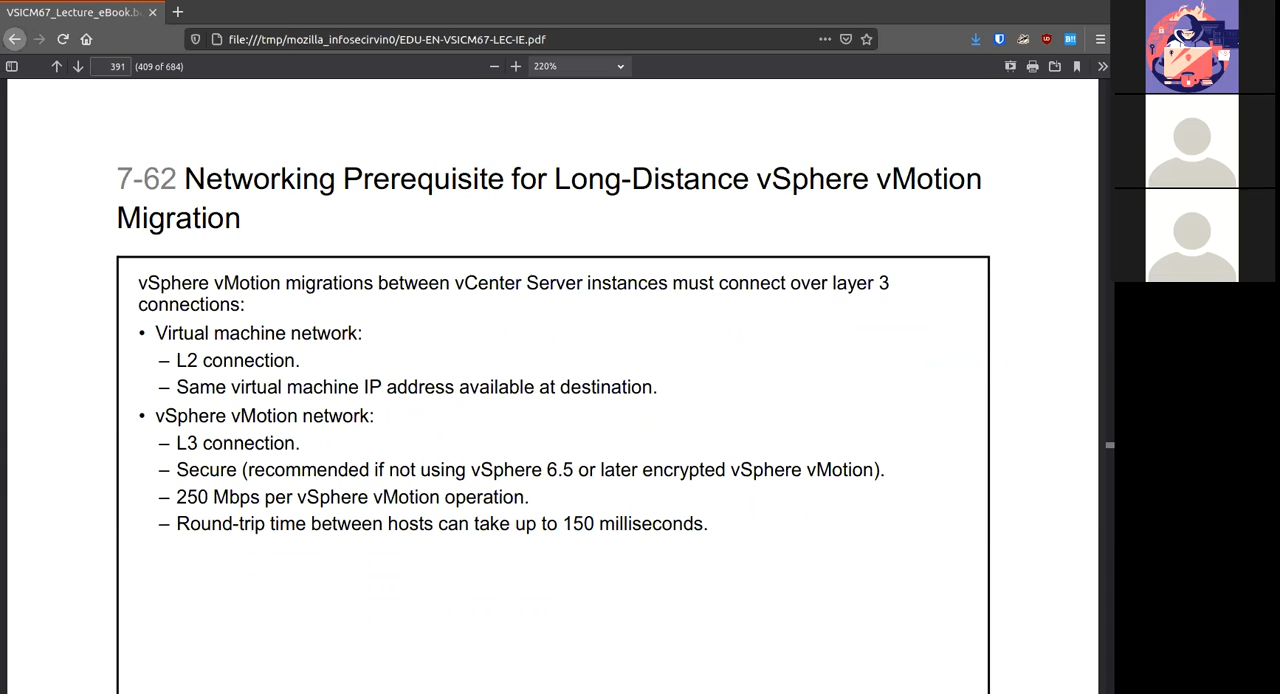 VSICM67_Lecture_eBook.b
file:///tmp/mozilla_infosecirvin0/EDU-EN-VSICM67-LEC-IE.pdf
391 (409 of 684)
220%
7-62 Networking Prerequisite for Long-Distance vSphere vMotion
Migration
vSphere vMotion migrations between vCenter Server instances must connect over layer 3
connections:
• Virtual machine network:
– L2 connection.
– Same virtual machine IP address available at destination.
• vSphere vMotion network:
– L3 connection.
– Secure (recommended if not using vSphere 6.5 or later encrypted vSphere vMotion).
– 250 Mbps per vSphere vMotion operation.
– Round-trip time between hosts can take up to 150 milliseconds.